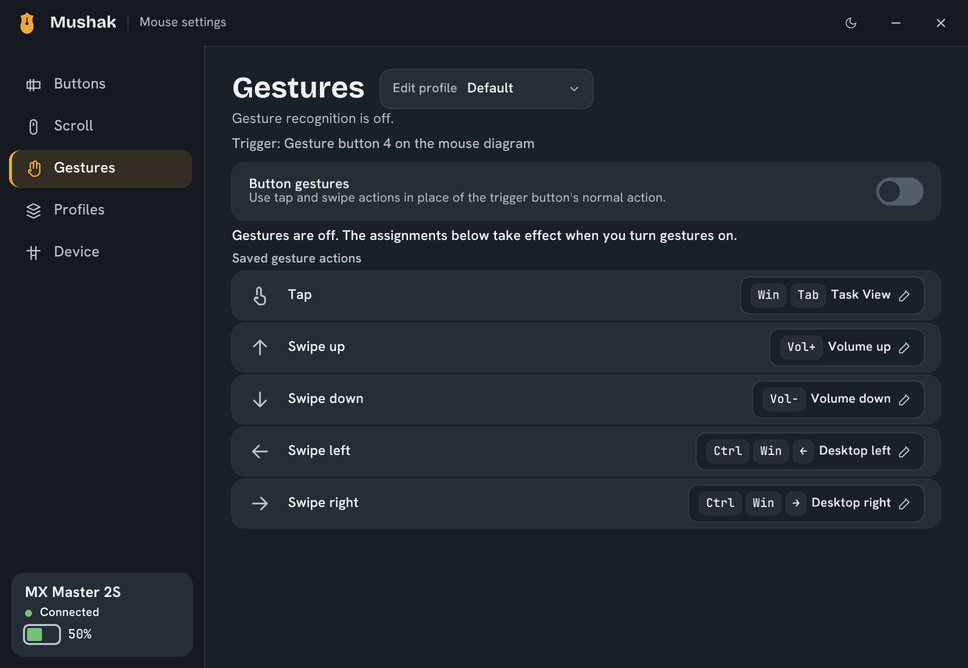 Mushak | Mouse settings
Buttons
Scroll
Gestures
Profiles
Device
Gestures
Edit profile Default
Gesture recognition is off.
Trigger: Gesture button 4 on the mouse diagram
Button gestures
Use tap and swipe actions in place of the trigger button's normal action.
Gestures are off. The assignments below take effect when you turn gestures on.
Saved gesture actions
Tap Win Tab Task View
Swipe up Vol+ Volume up
Swipe down Vol- Volume down
Swipe left Ctrl Win ← Desktop left
Swipe right Ctrl Win → Desktop right
MX Master 2S
Connected
50%